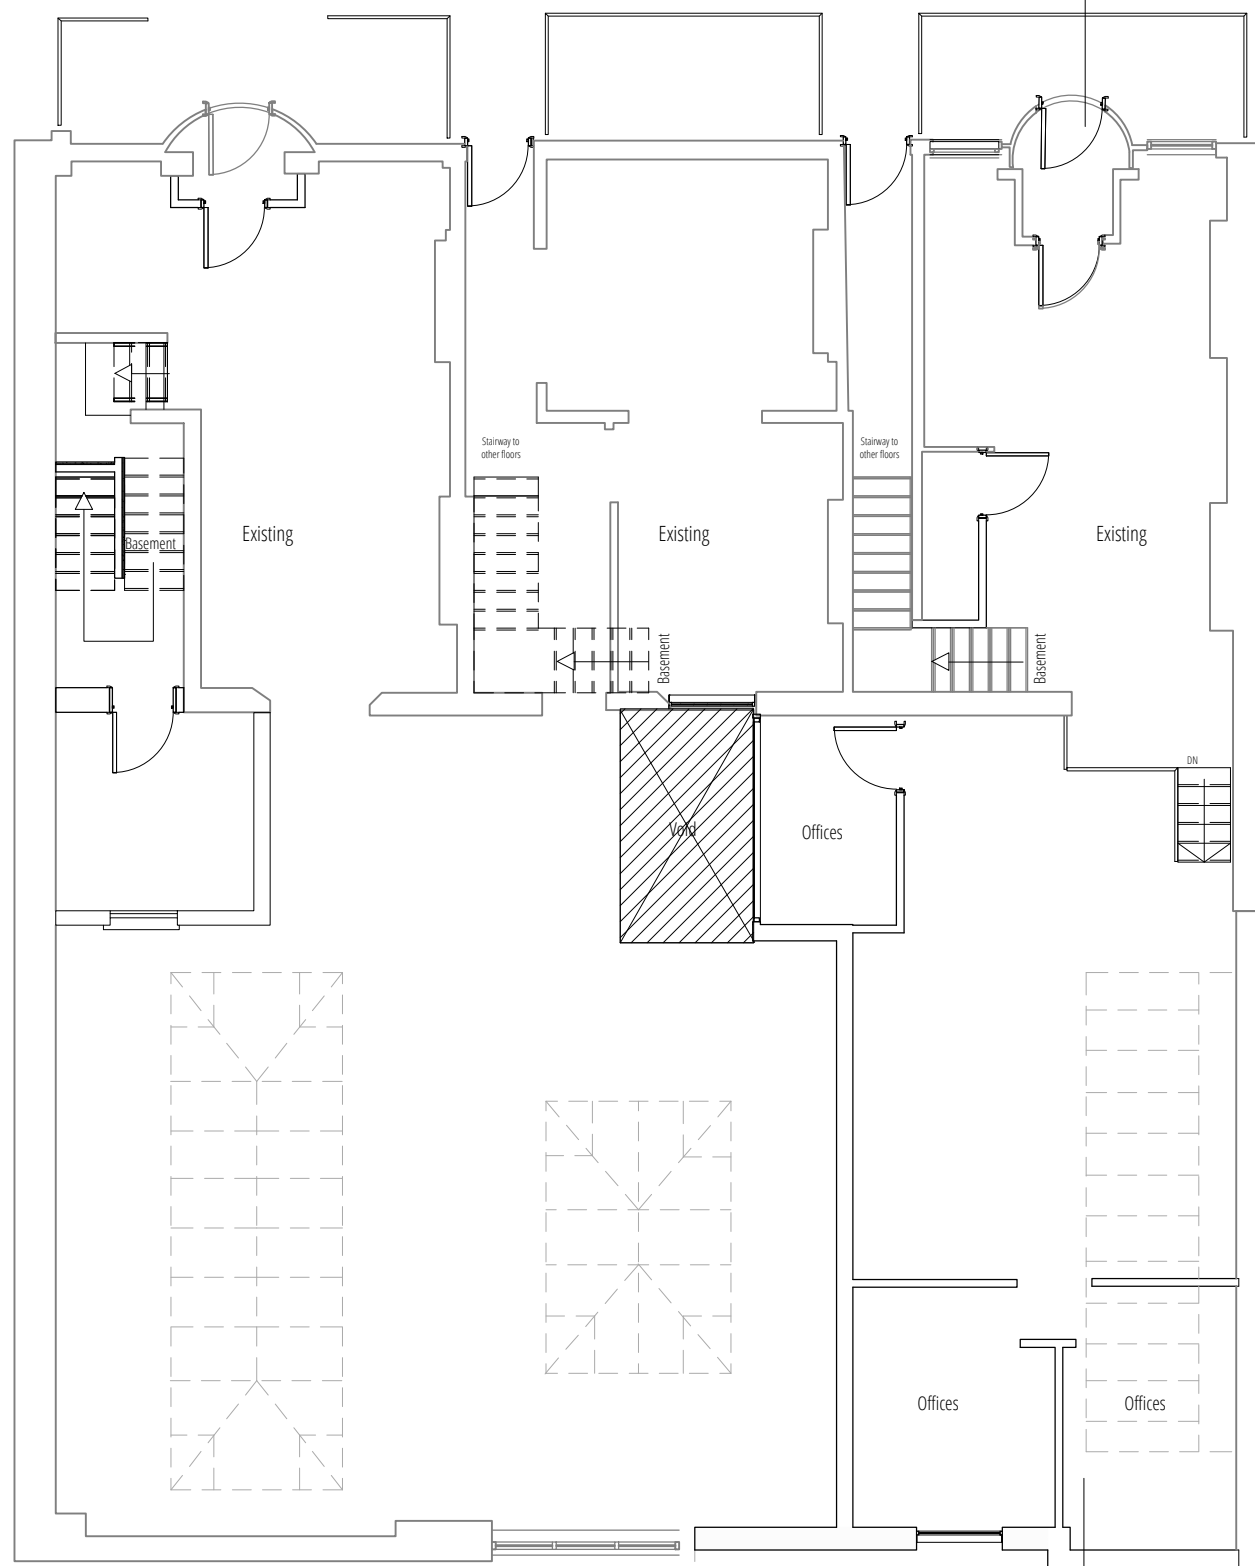 Stairway to
other floors
Stairway to
other floors
Existing
Basement
Existing
Existing
Basement
Basement
DN
Void
Offices
Offices
Offices